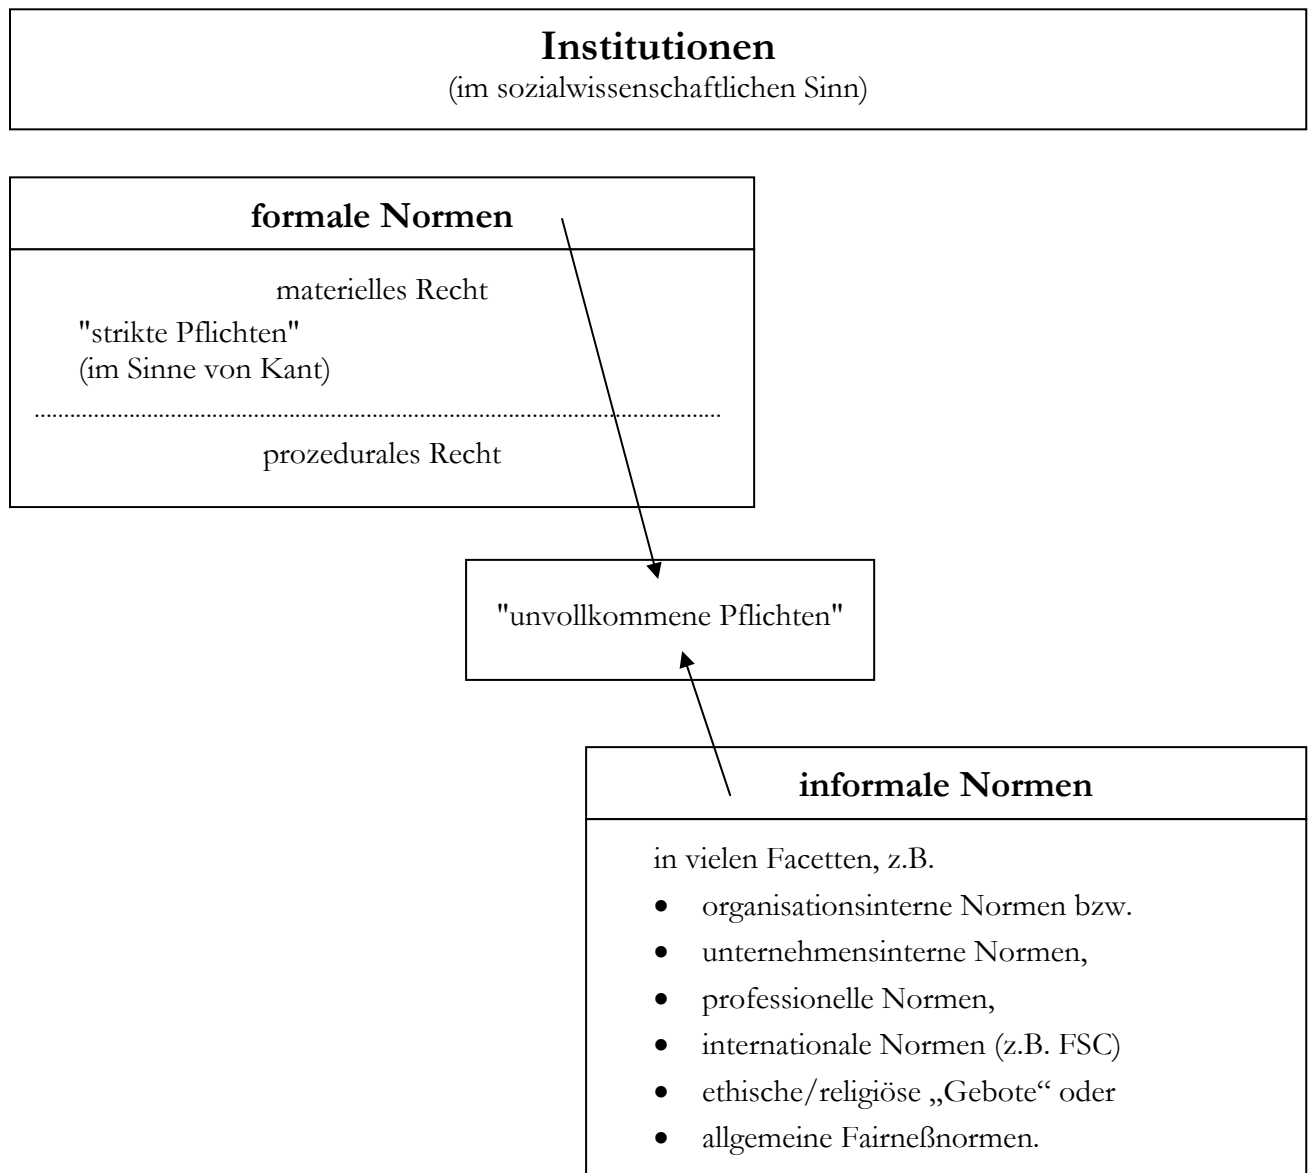 Institutionen
(im sozialwissenschaftlichen Sinn)
formale Normen
materielles Recht
"strikte Pflichten"
(im Sinne von Kant)
prozedurales Recht
"unvollkommene Pflichten"
informale Normen
in vielen Facetten, z.B.
• organisationsinterne Normen bzw.
• unternehmensinterne Normen,
• professionelle Normen,
• internationale Normen (z.B. FSC)
• ethische/religiöse „Gebote“ oder
• allgemeine Fairneßnormen.